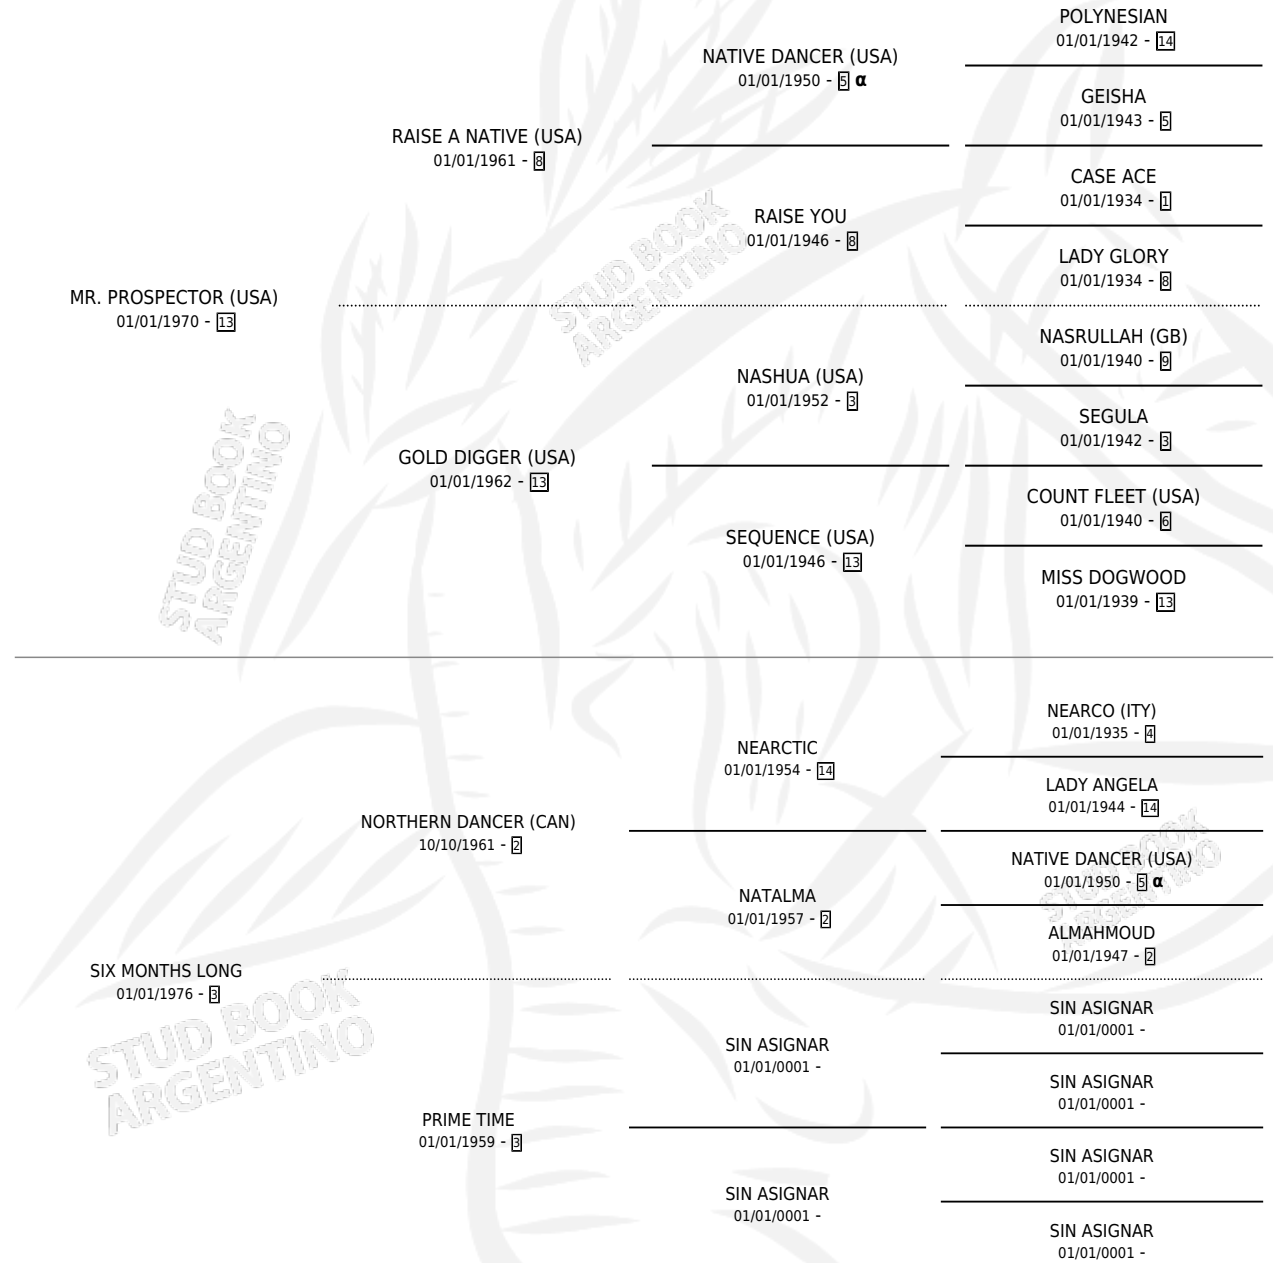 POLYNESIAN
01/01/1942 - 14
NATIVE DANCER (USA)
01/01/1950 - 5 α
GEISHA
01/01/1943 - 5
RAISE A NATIVE (USA)
01/01/1961 - 8
CASE ACE
01/01/1934 - 1
RAISE YOU
01/01/1946 - 8
LADY GLORY
01/01/1934 - 8
MR. PROSPECTOR (USA)
01/01/1970 - 13
NASRULLAH (GB)
01/01/1940 - 9
NASHUA (USA)
01/01/1952 - 3
SEGULA
01/01/1942 - 3
GOLD DIGGER (USA)
01/01/1962 - 13
COUNT FLEET (USA)
01/01/1940 - 6
SEQUENCE (USA)
01/01/1946 - 13
MISS DOGWOOD
01/01/1939 - 13
STUD BOOK
ARGENTINO
STUD BOOK
ARGENTINO
NEARCO (ITY)
01/01/1935 - 4
NEARCTIC
01/01/1954 - 14
LADY ANGELA
01/01/1944 - 14
NORTHERN DANCER (CAN)
10/10/1961 - 2
NATIVE DANCER (USA)
01/01/1950 - 5 α
NATALMA
01/01/1957 - 2
ALMAHMOUD
01/01/1947 - 2
SIX MONTHS LONG
01/01/1976 - 3
SIN ASIGNAR
01/01/0001 -
SIN ASIGNAR
01/01/0001 -
SIN ASIGNAR
01/01/0001 -
PRIME TIME
01/01/1959 - 3
SIN ASIGNAR
01/01/0001 -
SIN ASIGNAR
01/01/0001 -
SIN ASIGNAR
01/01/0001 -
STUD BOOK
ARGENTINO
STUD BOOK
ARGENTINO